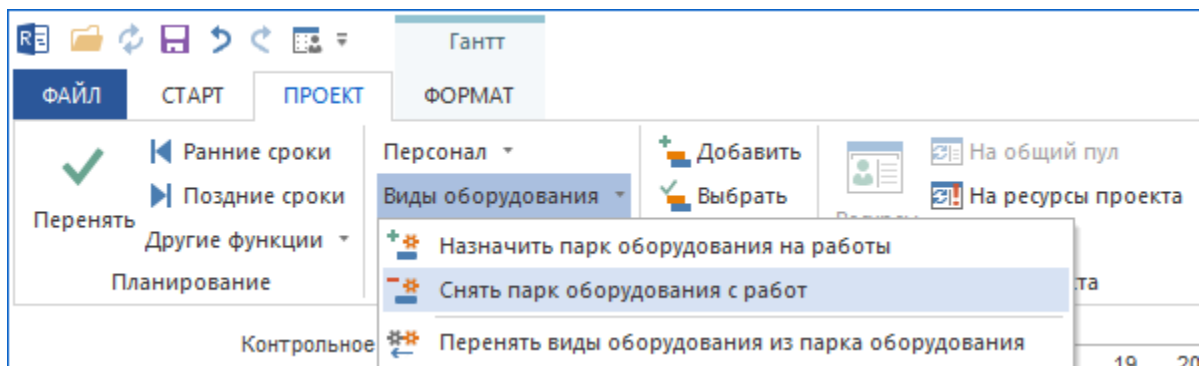 Гантт
ФАЙЛ СТАРТ ПРОЕКТ ФОРМАТ
Ранние сроки Персонал Добавить На общий пул
Поздние сроки Виды оборудования Выбрать На ресурсы проекта
Перенять
Другие функции Назначить парк оборудования на работы
Планирование Снять парк оборудования с работ та
Контрольное Перенять виды оборудования из парка оборудования
19 20